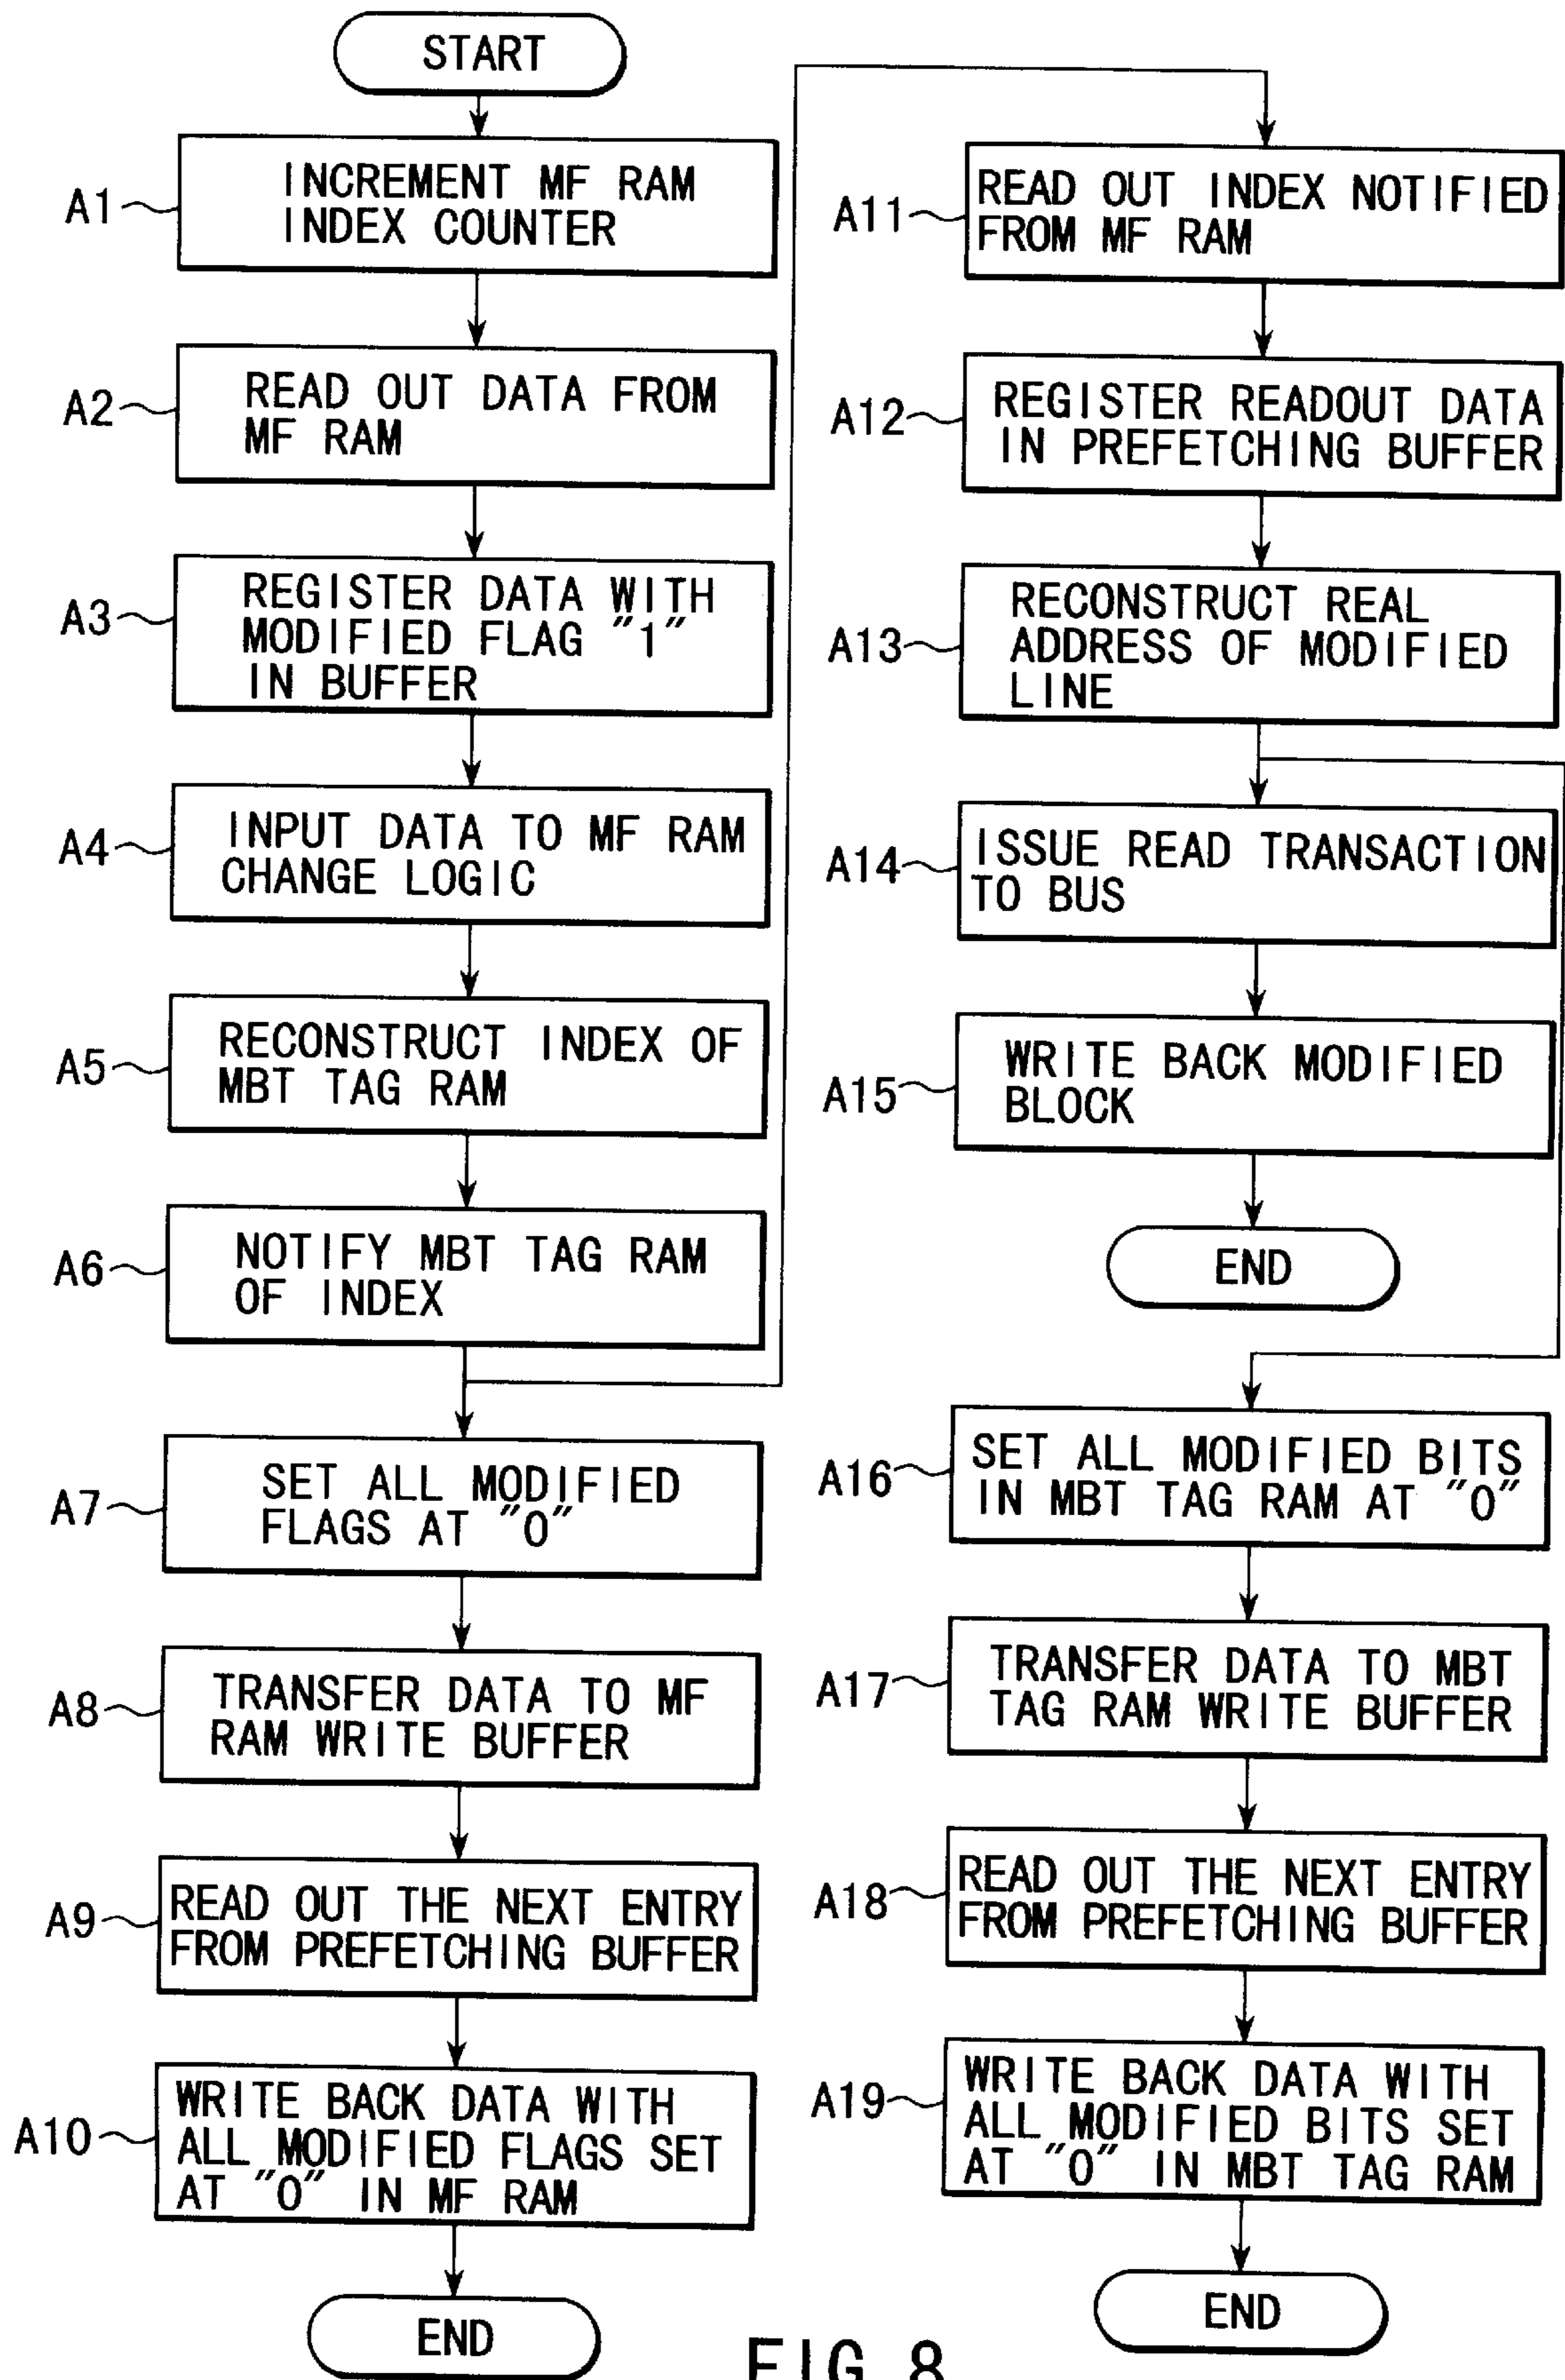 START
A1
INCREMENT MF RAM
INDEX COUNTER
A2
READ OUT DATA FROM
MF RAM
A3
REGISTER DATA WITH
MODIFIED FLAG "1"
IN BUFFER
A4
INPUT DATA TO MF RAM
CHANGE LOGIC
A5
RECONSTRUCT INDEX OF
MBT TAG RAM
A6
NOTIFY MBT TAG RAM
OF INDEX
A7
SET ALL MODIFIED
FLAGS AT "0"
A8
TRANSFER DATA TO MF
RAM WRITE BUFFER
A9
READ OUT THE NEXT ENTRY
FROM PREFETCHING BUFFER
A10
WRITE BACK DATA WITH
ALL MODIFIED FLAGS SET
AT "0" IN MF RAM
END
A11
READ OUT INDEX NOTIFIED
FROM MF RAM
A12
REGISTER READOUT DATA
IN PREFETCHING BUFFER
A13
RECONSTRUCT REAL
ADDRESS OF MODIFIED
LINE
A14
ISSUE READ TRANSACTION
TO BUS
A15
WRITE BACK MODIFIED
BLOCK
END
A16
SET ALL MODIFIED BITS
IN MBT TAG RAM AT "0"
A17
TRANSFER DATA TO MBT
TAG RAM WRITE BUFFER
A18
READ OUT THE NEXT ENTRY
FROM PREFETCHING BUFFER
A19
WRITE BACK DATA WITH
ALL MODIFIED BITS SET
AT "0" IN MBT TAG RAM
END
FIG. 8